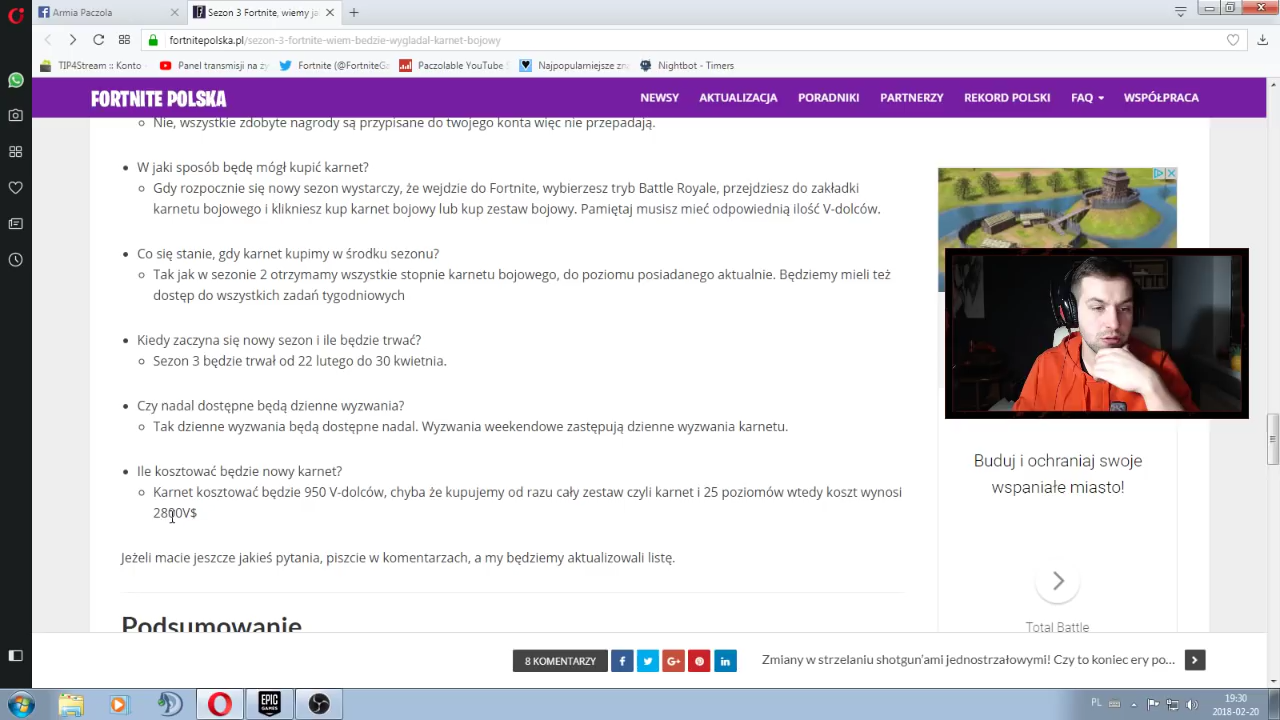 Armia Paczola
Sezon 3 Fortnite, wiemy ja
fortnitepolska.pl/sezon-3-fortnite-wiem-bedzie-wygladal-karnet-bojowy
TIP4Stream :: Konto
Panel transmisji na ży
Fortnite (@FortniteGa
Paczolable YouTube S
Najpopularniejsze zna
Nightbot - Timers
FORTNITE POLSKA
NEWSY
AKTUALIZACJA
PORADNIKI
PARTNERZY
REKORD POLSKI
FAQ
WSPÓŁPRACA
Nie, wszystkie zdobyte nagrody są przypisane do twojego konta więc nie przepadają.
W jaki sposób będę mógł kupić karnet?
Gdy rozpocznie się nowy sezon wystarczy, że wejdzie do Fortnite, wybierzesz tryb Battle Royale, przejdziesz do zakładki
karnetu bojowego i klikniesz kup karnet bojowy lub kup zestaw bojowy. Pamiętaj musisz mieć odpowiednią ilość V-dolców.
Co się stanie, gdy karnet kupimy w środku sezonu?
Tak jak w sezonie 2 otrzymamy wszystkie stopnie karnetu bojowego, do poziomu posiadanego aktualnie. Będziemy mieli też
dostęp do wszystkich zadań tygodniowych
Kiedy zaczyna się nowy sezon i ile będzie trwać?
Sezon 3 będzie trwał od 22 lutego do 30 kwietnia.
Czy nadal dostępne będą dzienne wyzwania?
Tak dzienne wyzwania będą dostępne nadal. Wyzwania weekendowe zastępują dzienne wyzwania karnetu.
Ile kosztować będzie nowy karnet?
Karnet kosztować będzie 950 V-dolców, chyba że kupujemy od razu cały zestaw czyli karnet i 25 poziomów wtedy koszt wynosi
2800V$
Jeżeli macie jeszcze jakieś pytania, piszcie w komentarzach, a my będziemy aktualizowali listę.
Podsumowanie
Buduj i ochraniaj swoje
wspaniałe miasto!
Total Battle
8 KOMENTARZY
Zmiany w strzelaniu shotgun'ami jednostrzałowymi! Czy to koniec ery po...
EPIC
GAMES
PL
19:30
2018-02-20